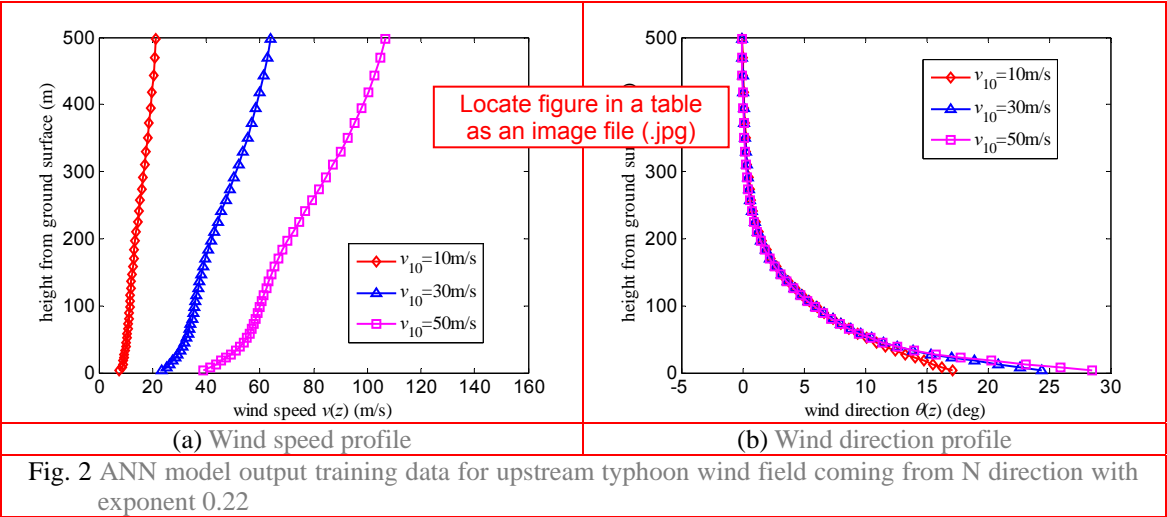 500
400
300
200
100
0
height from ground surface (m)
0 20 40 60 80 100 120 140 160
wind speed v(z) (m/s)
v10=10m/s
v10=30m/s
v10=50m/s
Locate figure in a table
as an image file (.jpg)
500
400
300
200
100
0
height from ground surf
-5 0 5 10 15 20 25 30
wind direction θ(z) (deg)
v10=10m/s
v10=30m/s
v10=50m/s
(a) Wind speed profile
(b) Wind direction profile
Fig. 2 ANN model output training data for upstream typhoon wind field coming from N direction with
exponent 0.22